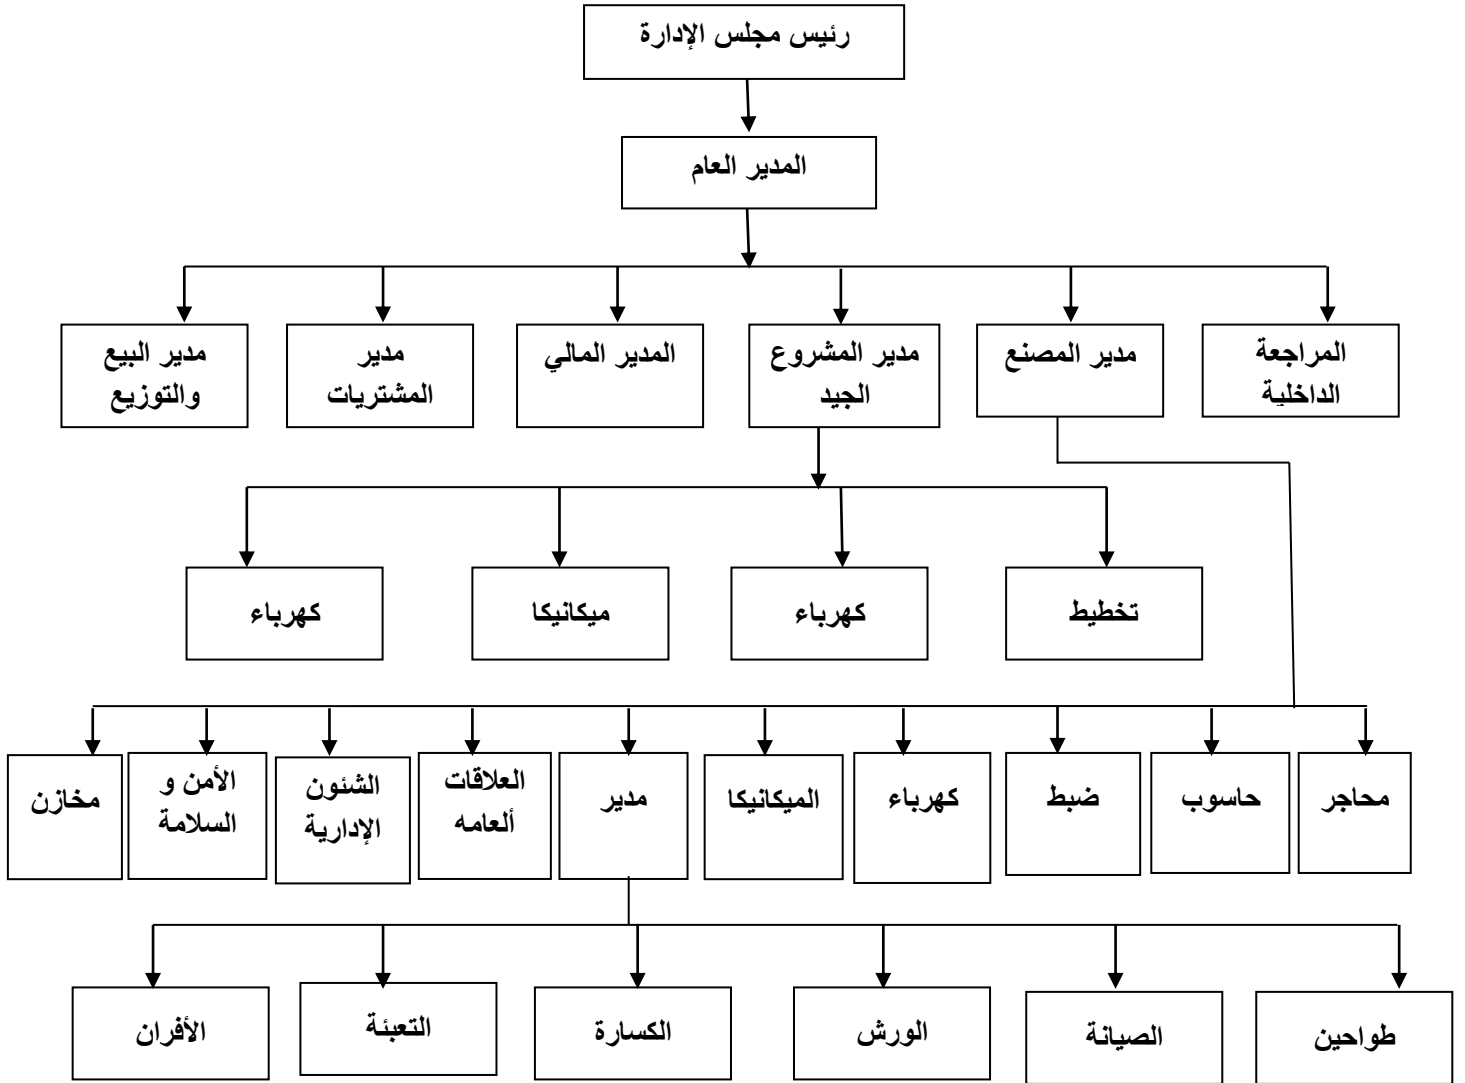 رئيس مجلس الإدارة
المدير العام
المراجعة
الداخلية
مدير المصنع
مدير المشروع
الجيد
المدير المالي
مدير
المشتريات
مدير البيع
والتوزيع
تخطيط
كهرباء
ميكانيكا
كهرباء
محاجر
حاسوب
ضبط
كهرباء
الميكانيكا
مدير
العلاقات
ألعامه
الشئون
الإدارية
الأمن و
السلامة
مخازن
طواحين
الصيانة
الورش
الكسارة
التعبئة
الأفران